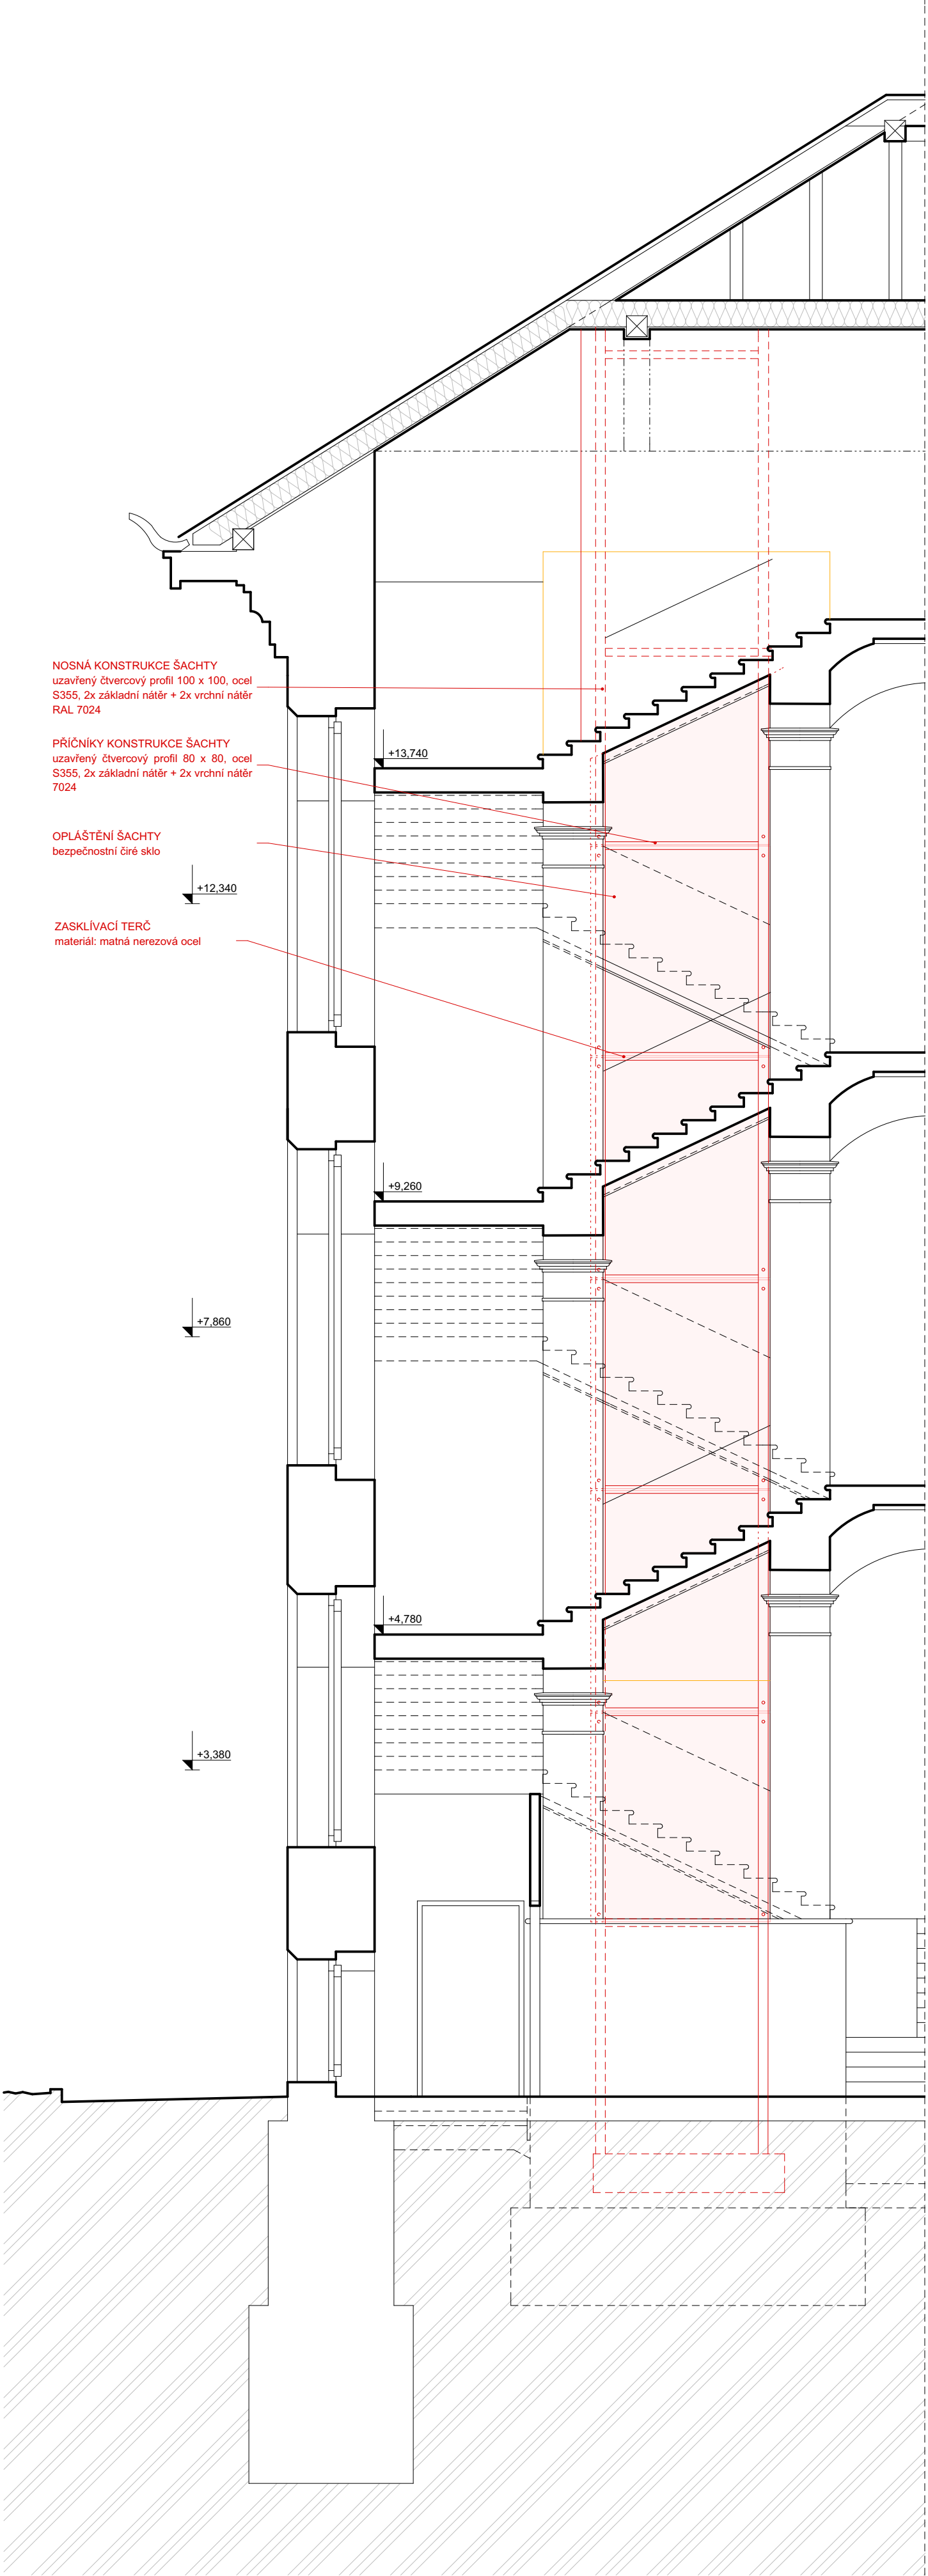 NOSNÁ KONSTRUKCE ŠACHTY
uzavřený čtvercový profil 100 x 100, ocel
S355, 2x základní nátěr + 2x vrchní nátěr
RAL 7024
PŘÍČNÍKY KONSTRUKCE ŠACHTY
uzavřený čtvercový profil 80 x 80, ocel
S355, 2x základní nátěr + 2x vrchní nátěr
7024
+13,740
OPLÁŠTĚNÍ ŠACHTY
bezpečnostní čiré sklo
+12,340
ZASKLÍVACÍ TERČ
materiál: matná nerezová ocel
+9,260
+7,860
+4,780
+3,380